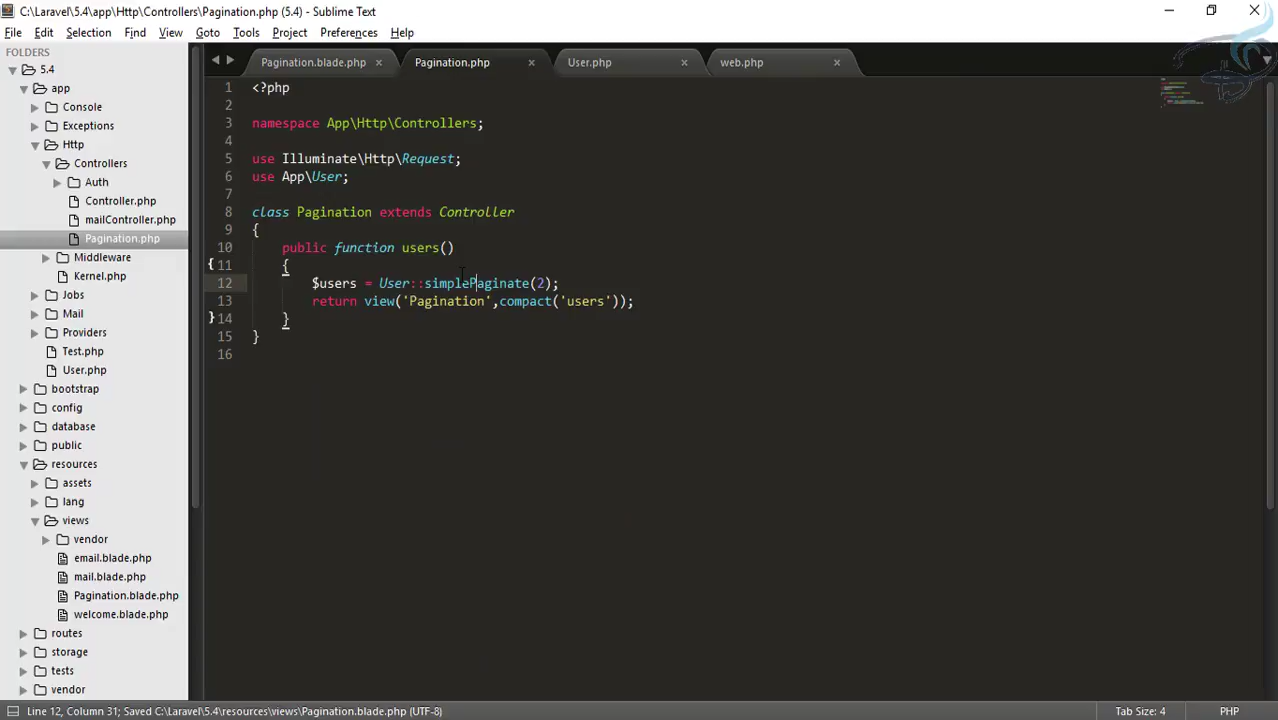 C:\Laravel\5.4\app\Http\Controllers\Pagination.php (5.4) - Sublime Text
File Edit Selection Find View Goto Tools Project Preferences Help
FOLDERS
5.4
app
Console
Exceptions
Http
Controllers
Auth
Controller.php
mailController.php
Pagination.php
Middleware
Kernel.php
Jobs
Mail
Providers
Test.php
User.php
bootstrap
config
database
public
resources
assets
lang
views
vendor
email.blade.php
mail.blade.php
Pagination.blade.php
welcome.blade.php
routes
storage
tests
vendor
Pagination.blade.php Pagination.php User.php web.php
1 <?php
2
3 namespace App\Http\Controllers;
4
5 use Illuminate\Http\Request;
6 use App\User;
7
8 class Pagination extends Controller
9 {
10 public function users()
11 {
12 $users = User::simplePaginate(2);
13 return view('Pagination',compact('users'));
14 }
15 }
16
Line 12, Column 31; Saved C:\Laravel\5.4\resources\views\Pagination.blade.php (UTF-8) Tab Size: 4 PHP